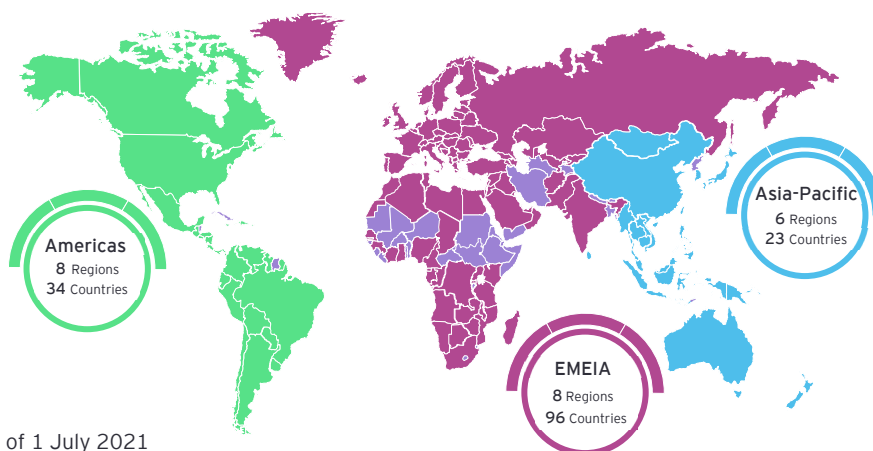 Americas
8 Regions
34 Countries
Asia-Pacific
6 Regions
23 Countries
EMEIA
8 Regions
96 Countries
of 1 July 2021